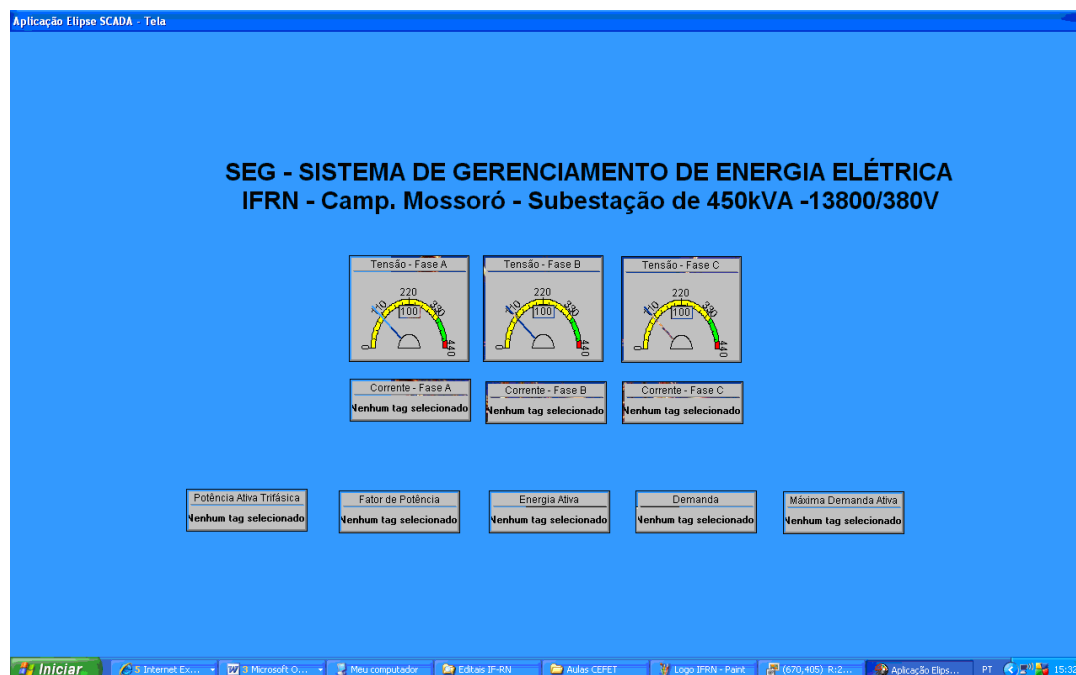 Aplicação Elipse SCADA - Tela
SEG - SISTEMA DE GERENCIAMENTO DE ENERGIA ELÉTRICA
IFRN - Camp. Mossoró - Subestação de 450kVA -13800/380V
Tensão - Fase A
0 110 220 330 440
100
Tensão - Fase B
0 110 220 330 440
100
Tensão - Fase C
0 110 220 330 440
100
Corrente - Fase A
Nenhum tag selecionado
Corrente - Fase B
Nenhum tag selecionado
Corrente - Fase C
Nenhum tag selecionado
Potência Ativa Trifásica
Nenhum tag selecionado
Fator de Potência
Nenhum tag selecionado
Energia Ativa
Nenhum tag selecionado
Demanda
Nenhum tag selecionado
Máxima Demanda Ativa
Nenhum tag selecionado
Iniciar 5 Internet Ex... 3 Microsoft O... Meu computador Editais IF-RN Aulas CEFET Logo IFRN - Paint (670,405) R:2... Aplicação Elips... PT 15:32